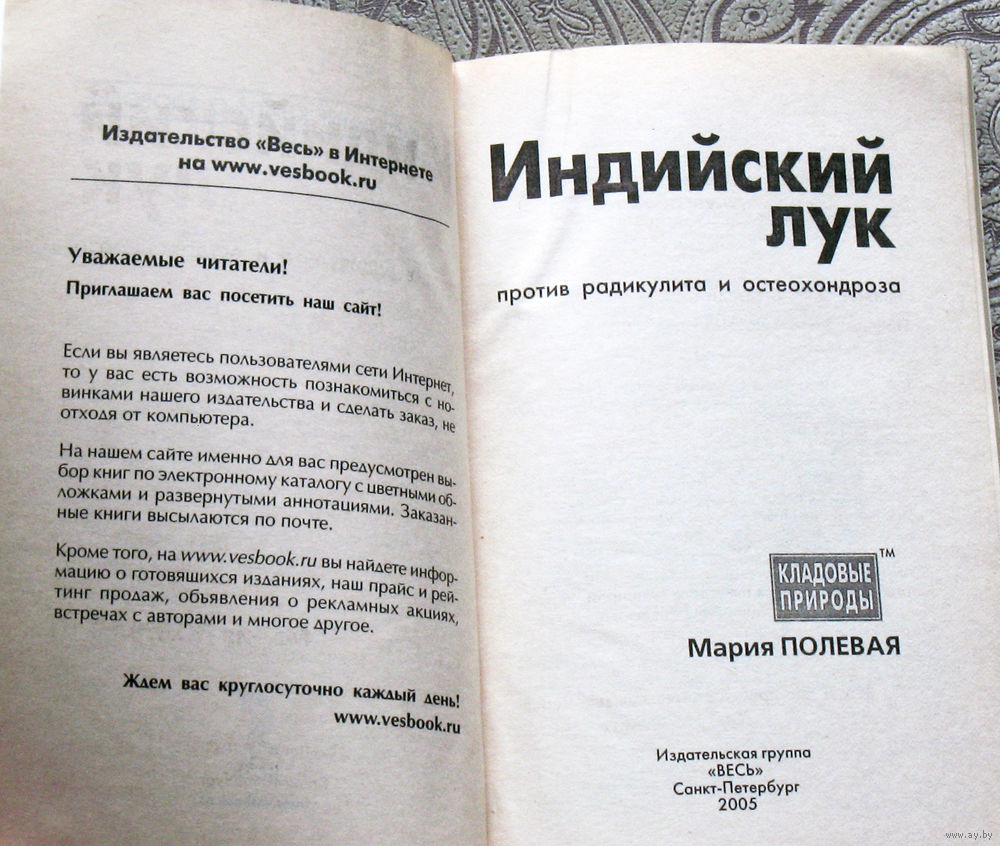 Издательство «Весь» в Интернете
на www.vesbook.ru
Уважаемые читатели!
Приглашаем вас посетить наш сайт!
Если вы являетесь пользователями сети Интернет,
то у вас есть возможность познакомиться с но-
винками нашего издательства и сделать заказ, не
отходя от компьютера.
На нашем сайте именно для вас предусмотрен вы-
бор книг по электронному каталогу с цветными об-
ложками и развернутыми аннотациями. Заказан-
ные книги высылаются по почте.
Кроме того, на www.vesbook.ru вы найдете инфор-
мацию о готовящихся изданиях, наш прайс и рей-
тинг продаж, объявления о рекламных акциях,
встречах с авторами и многое другое.
Ждем вас круглосуточно каждый день!
www.vesbook.ru
Индийский
лук
против радикулита и остеохондроза
КЛАДОВЫЕ ™
ПРИРОДЫ
Мария ПОЛЕВАЯ
Издательская группа
«ВЕСЬ»
Санкт-Петербург
2005
www.ay.by